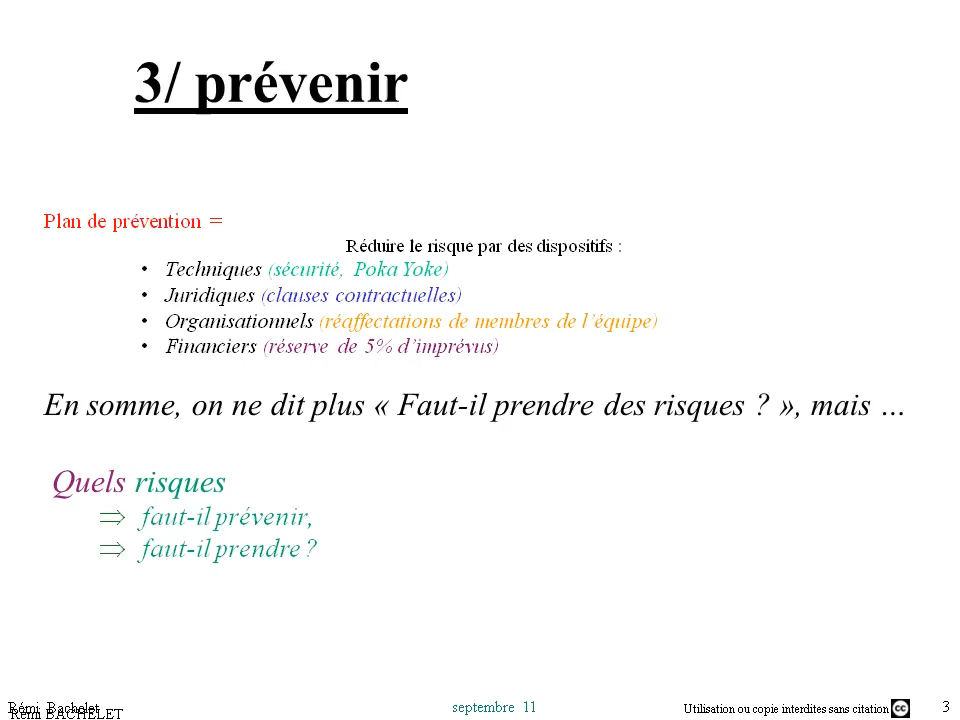 3/ prévenir
Plan de prévention =
Réduire le risque par des dispositifs :
• Techniques (sécurité, Poka Yoke)
• Juridiques (clauses contractuelles)
• Organisationnels (réaffectations de membres de l’équipe)
• Financiers (réserve de 5% d’imprévus)
En somme, on ne dit plus « Faut-il prendre des risques ? », mais …
Quels risques
⇒ faut-il prévenir,
⇒ faut-il prendre ?
Rémi Bachelet
Rémi BACHELET
septembre 11
Utilisation ou copie interdites sans citation
cc
3